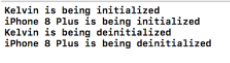 Kelvin is being initialized
iPhone 8 Plus is being initialized
Kelvin is being deinitialized
iPhone 8 Plus is being deinitialized